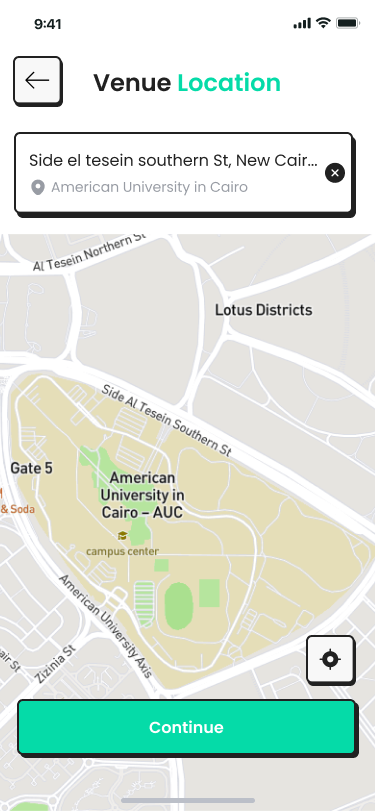 9:41
Venue Location
Side el tesein southern St, New Cair...
American University in Cairo
Al Tesein Northern St
Lotus Districts
Side Al Tesein Southern St
Gate 5
American
University in
Cairo – AUC
& Soda
campus center
American University Axis
Zizinia St
air St
Continue